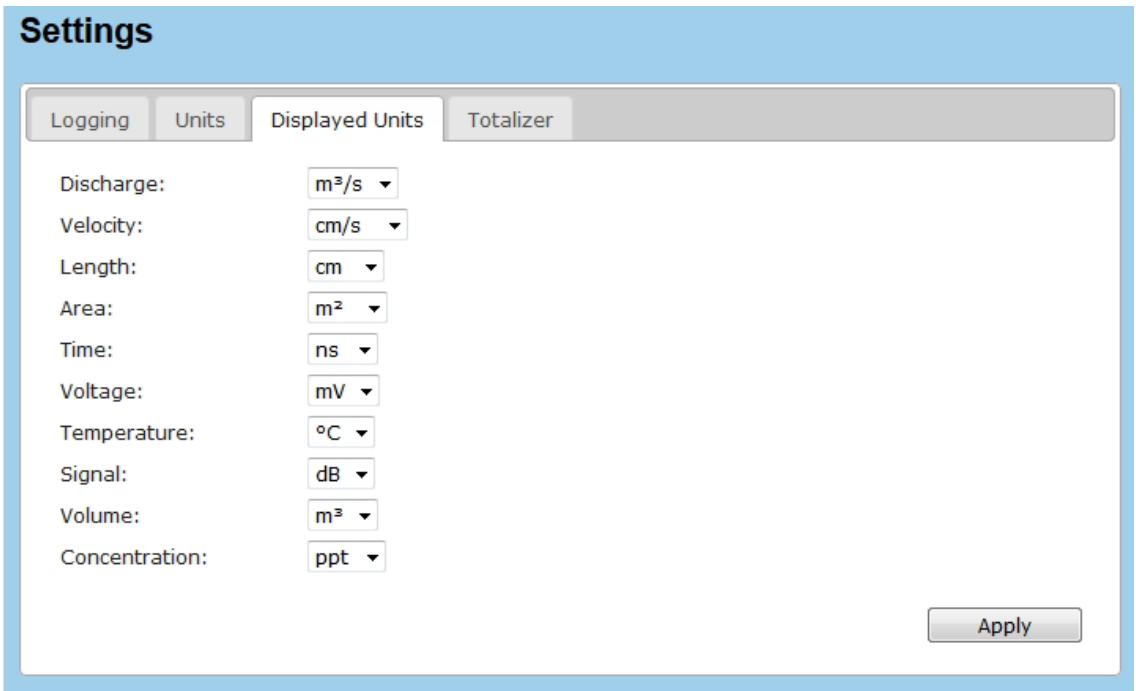 Settings
Logging Units Displayed Units Totalizer
Discharge: m³/s
Velocity: cm/s
Length: cm
Area: m²
Time: ns
Voltage: mV
Temperature: °C
Signal: dB
Volume: m³
Concentration: ppt
Apply